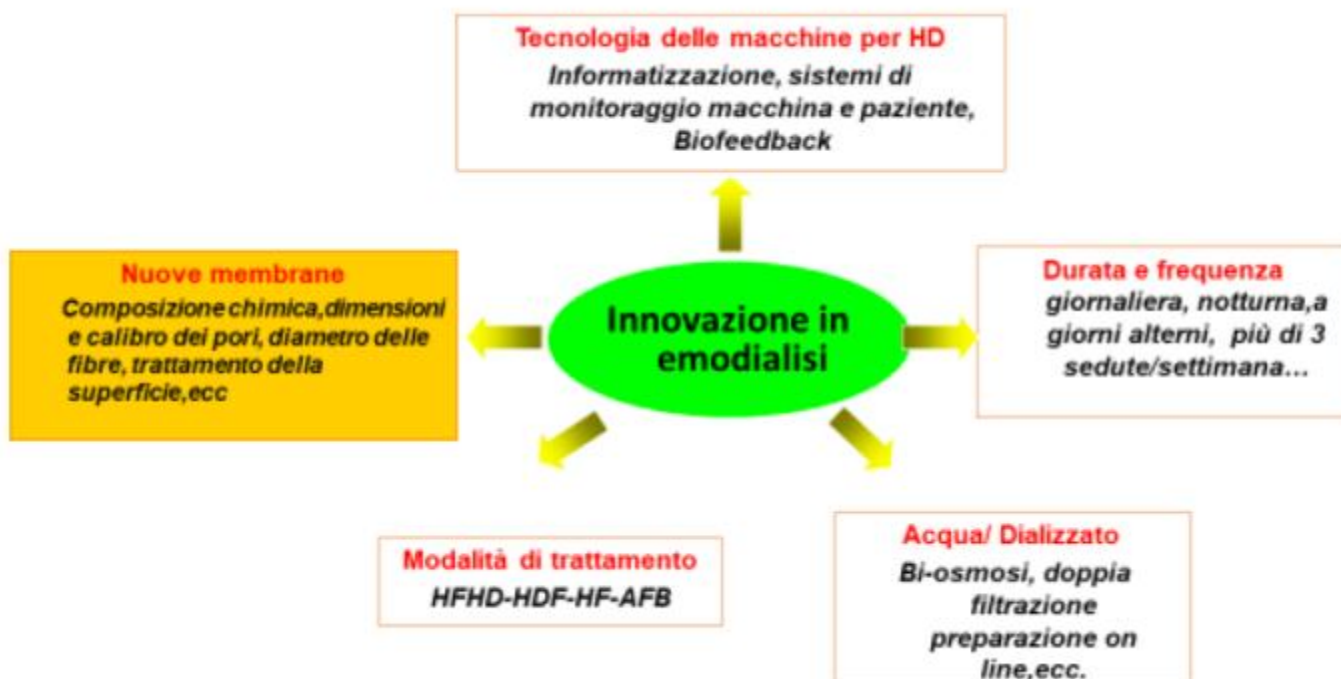 Tecnologia delle macchine per HD
Informatizzazione, sistemi di
monitoraggio macchina e paziente,
Biofeedback
Nuove membrane
Composizione chimica,dimensioni
e calibro dei pori, diametro delle
fibre, trattamento della
superficie,ecc
Innovazione in
emodialisi
Durata e frequenza
giornaliera, notturna,a
giorni alterni, più di 3
sedute/settimana...
Modalità di trattamento
HFHD-HDF-HF-AFB
Acqua/ Dializzato
Bi-osmosi, doppia
filtrazione
preparazione on
line,ecc.